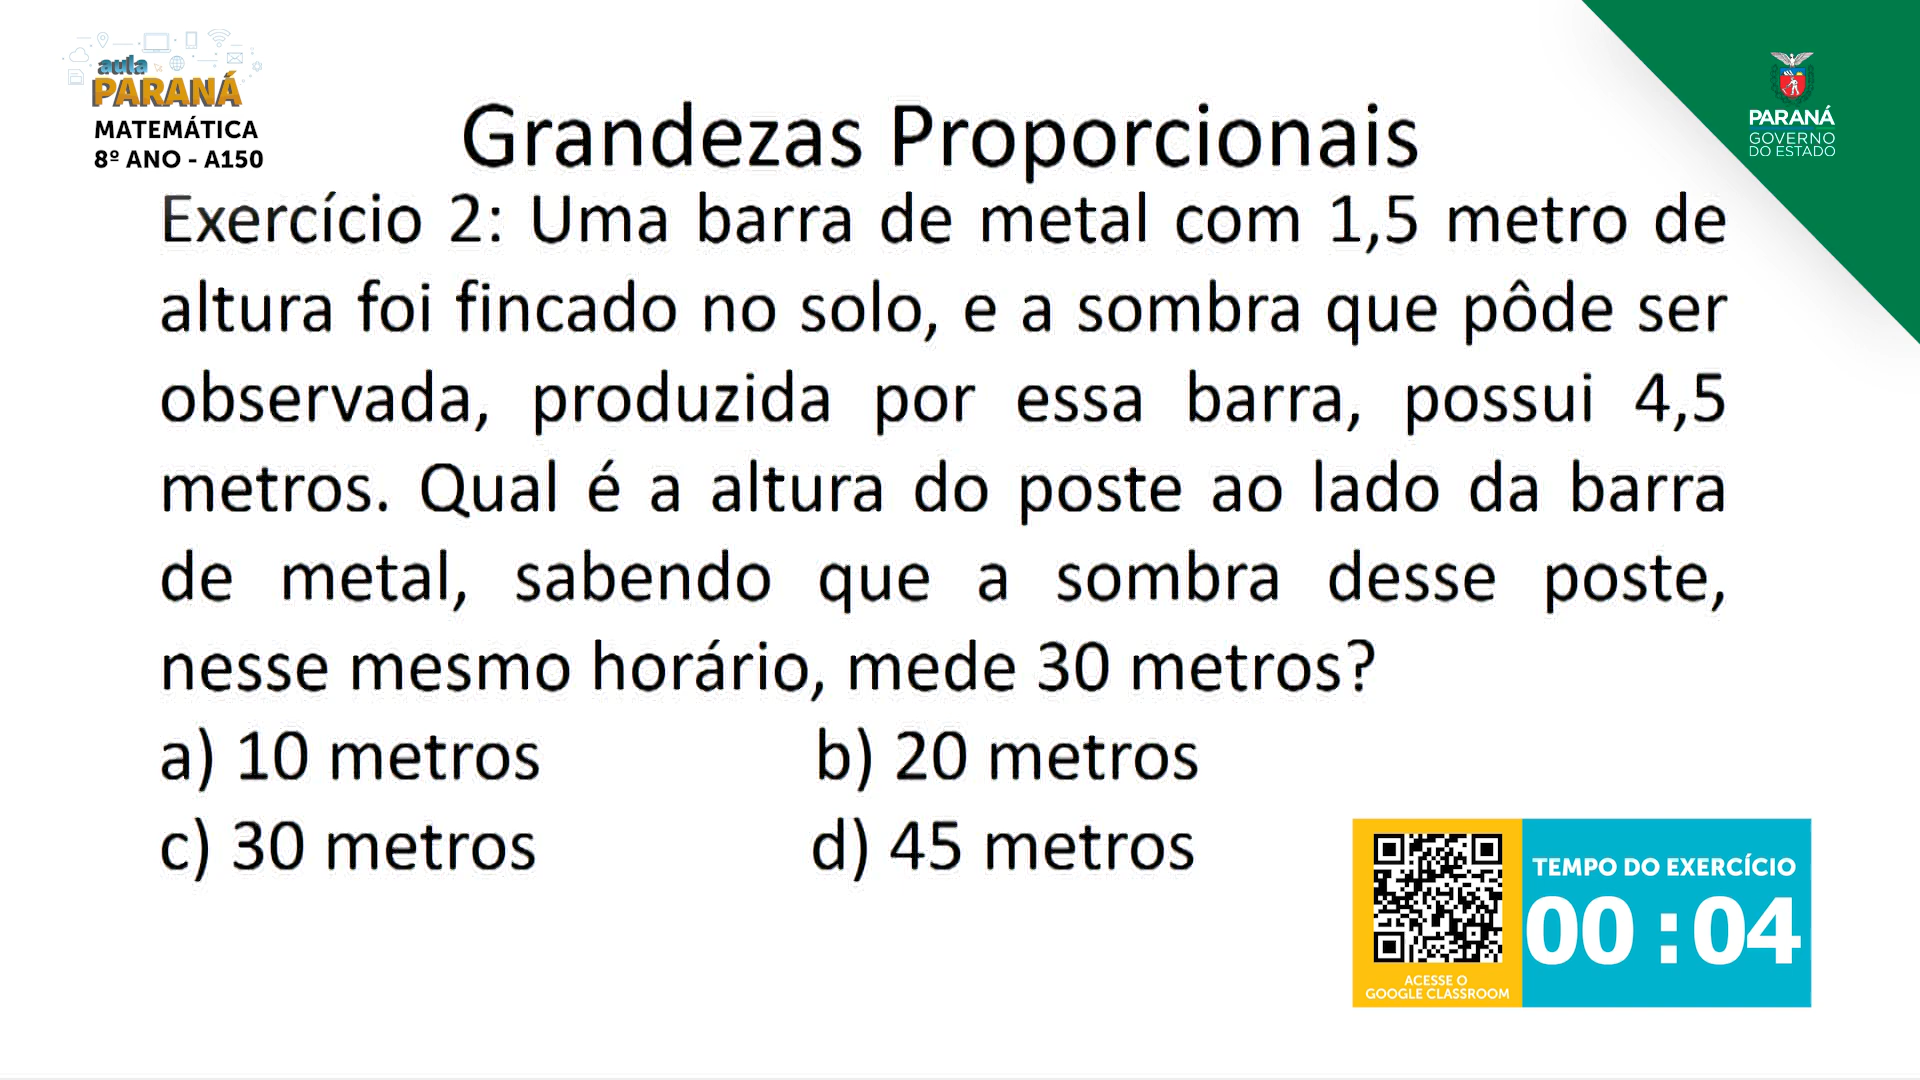 aula
PARANÁ
MATEMÁTICA
8º ANO - A150
PARANÁ
GOVERNO
DO ESTADO
Grandezas Proporcionais
Exercício 2: Uma barra de metal com 1,5 metro de
altura foi fincado no solo, e a sombra que pôde ser
observada, produzida por essa barra, possui 4,5
metros. Qual é a altura do poste ao lado da barra
de metal, sabendo que a sombra desse poste,
nesse mesmo horário, mede 30 metros?
a) 10 metros b) 20 metros
c) 30 metros d) 45 metros
TEMPO DO EXERCÍCIO
00 : 04
ACESSE O
GOOGLE CLASSROOM